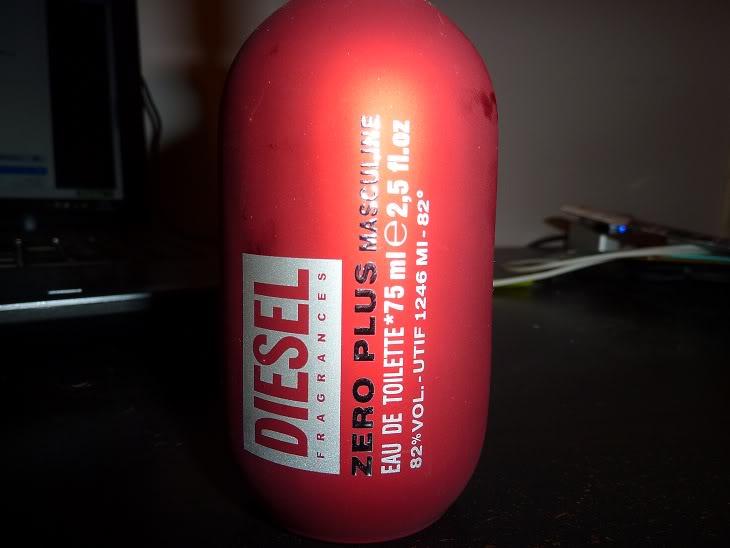 DIESEL
FRAGRANCES
ZERO PLUS MASCULINE
EAU DE TOILETTE*75 ml ℮ 2,5 fl.oz
82%VOL.-UTIF 1246 MI-82°